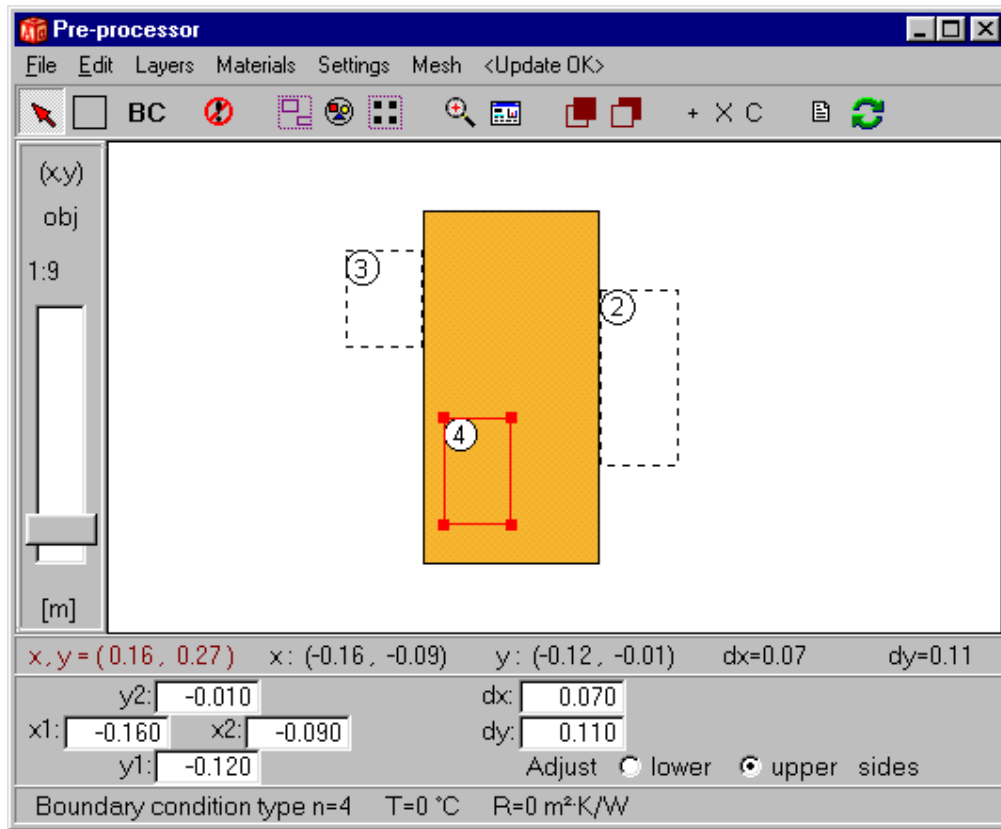 Pre-processor
File Edit Layers Materials Settings Mesh <Update OK>
BC + X C
(x,y)
obj
1:9
3
2
4
[m]
x, y = ( 0.16 , 0.27 ) x : (-0.16 , -0.09) y : (-0.12 , -0.01) dx=0.07 dy=0.11
y2: -0.010 dx: 0.070
x1: -0.160 x2: -0.090 dy: 0.110
y1: -0.120 Adjust lower upper sides
Boundary condition type n=4 T=0 °C R=0 m²·K/W